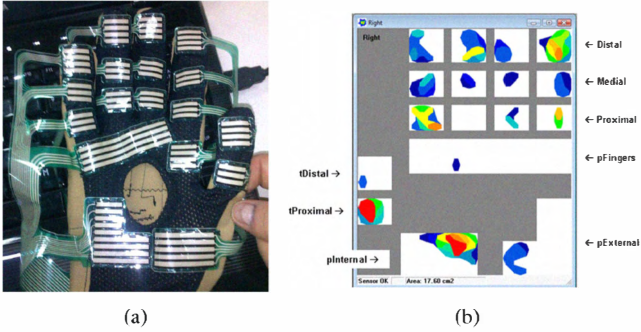 Right
Right
← Distal
← Medial
← Proximal
← pFingers
tDistal →
tProximal →
← pExternal
pInternal →
Sensor OK Area: 17.60 cm2
(a) (b)